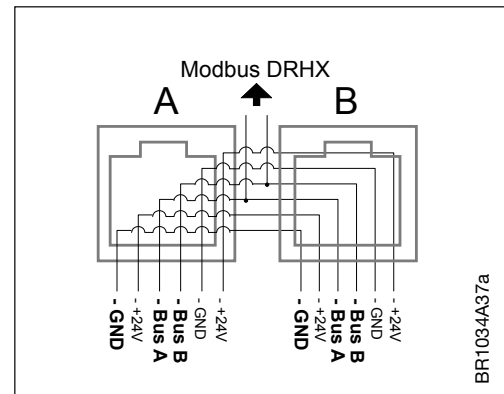 Modbus DRHX
A B
- GND
- +24V
- Bus A
- Bus B
- GND
- +24V
- GND
- +24V
- Bus A
- Bus B
- GND
- +24V
BR1034A37a